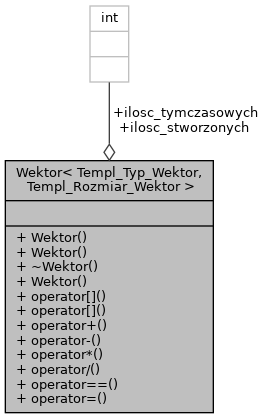 int
+ilosc_tymczasowych
+ilosc_stworzonych
Wektor< Templ_Typ_Wektor,
Templ_Rozmiar_Wektor >
+ Wektor()
+ Wektor()
+ ~Wektor()
+ Wektor()
+ operator[]()
+ operator[]()
+ operator+()
+ operator-()
+ operator*()
+ operator/()
+ operator==()
+ operator=()